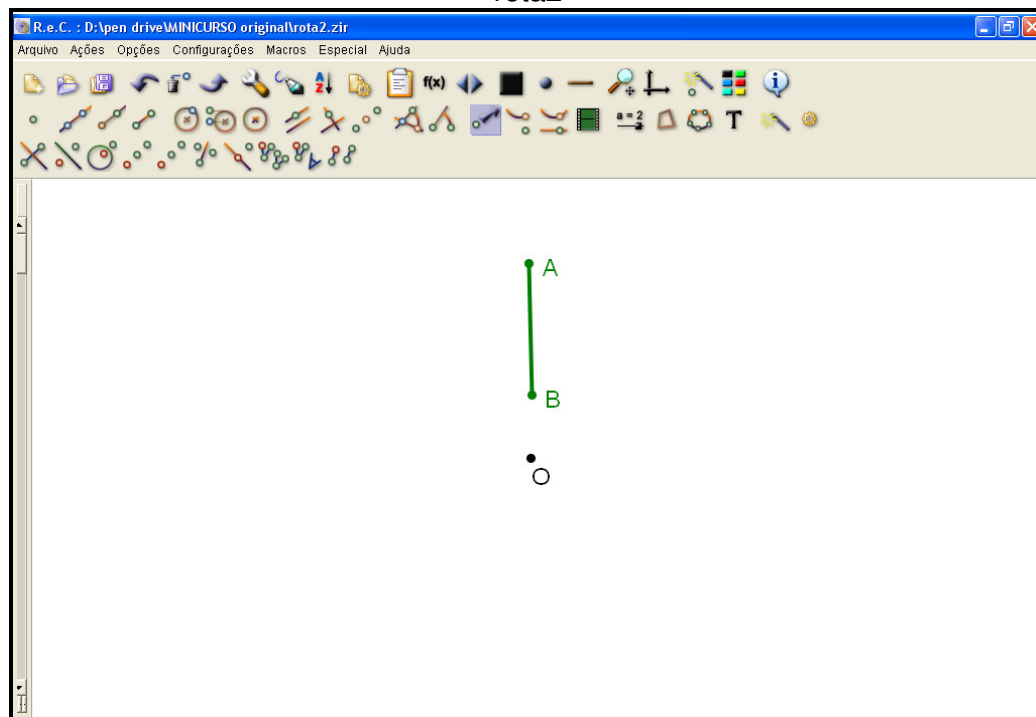 rota2
R.e.C. : D:\pen drive\MINICURSO original\rota2.zir
Arquivo Ações Opções Configurações Macros Especial Ajuda
A Z f(x)
a = 2 T
A
B
O